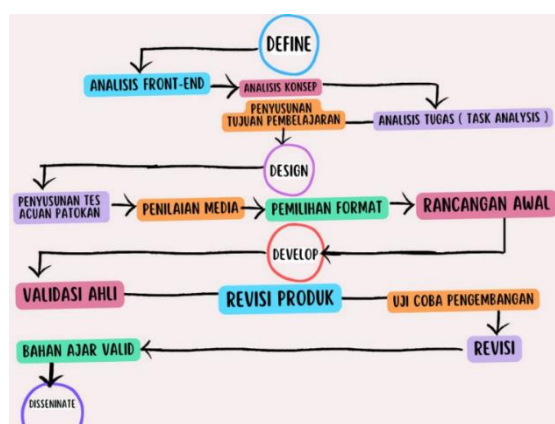 DEFINE
ANALISIS FRONT-END
ANALISIS KONSEP
PENYUSUNAN
TUJUAN PEMBELAJARAN
ANALISIS TUGAS ( TASK ANALYSIS )
DESIGN
PENYUSUNAN TES
ACUAN PATOKAN
PENILAIAN MEDIA
PEMILIHAN FORMAT
RANCANGAN AWAL
DEVELOP
VALIDASI AHLI
REVISI PRODUK
UJI COBA PENGEMBANGAN
REVISI
BAHAN AJAR VALID
DISSENINATE